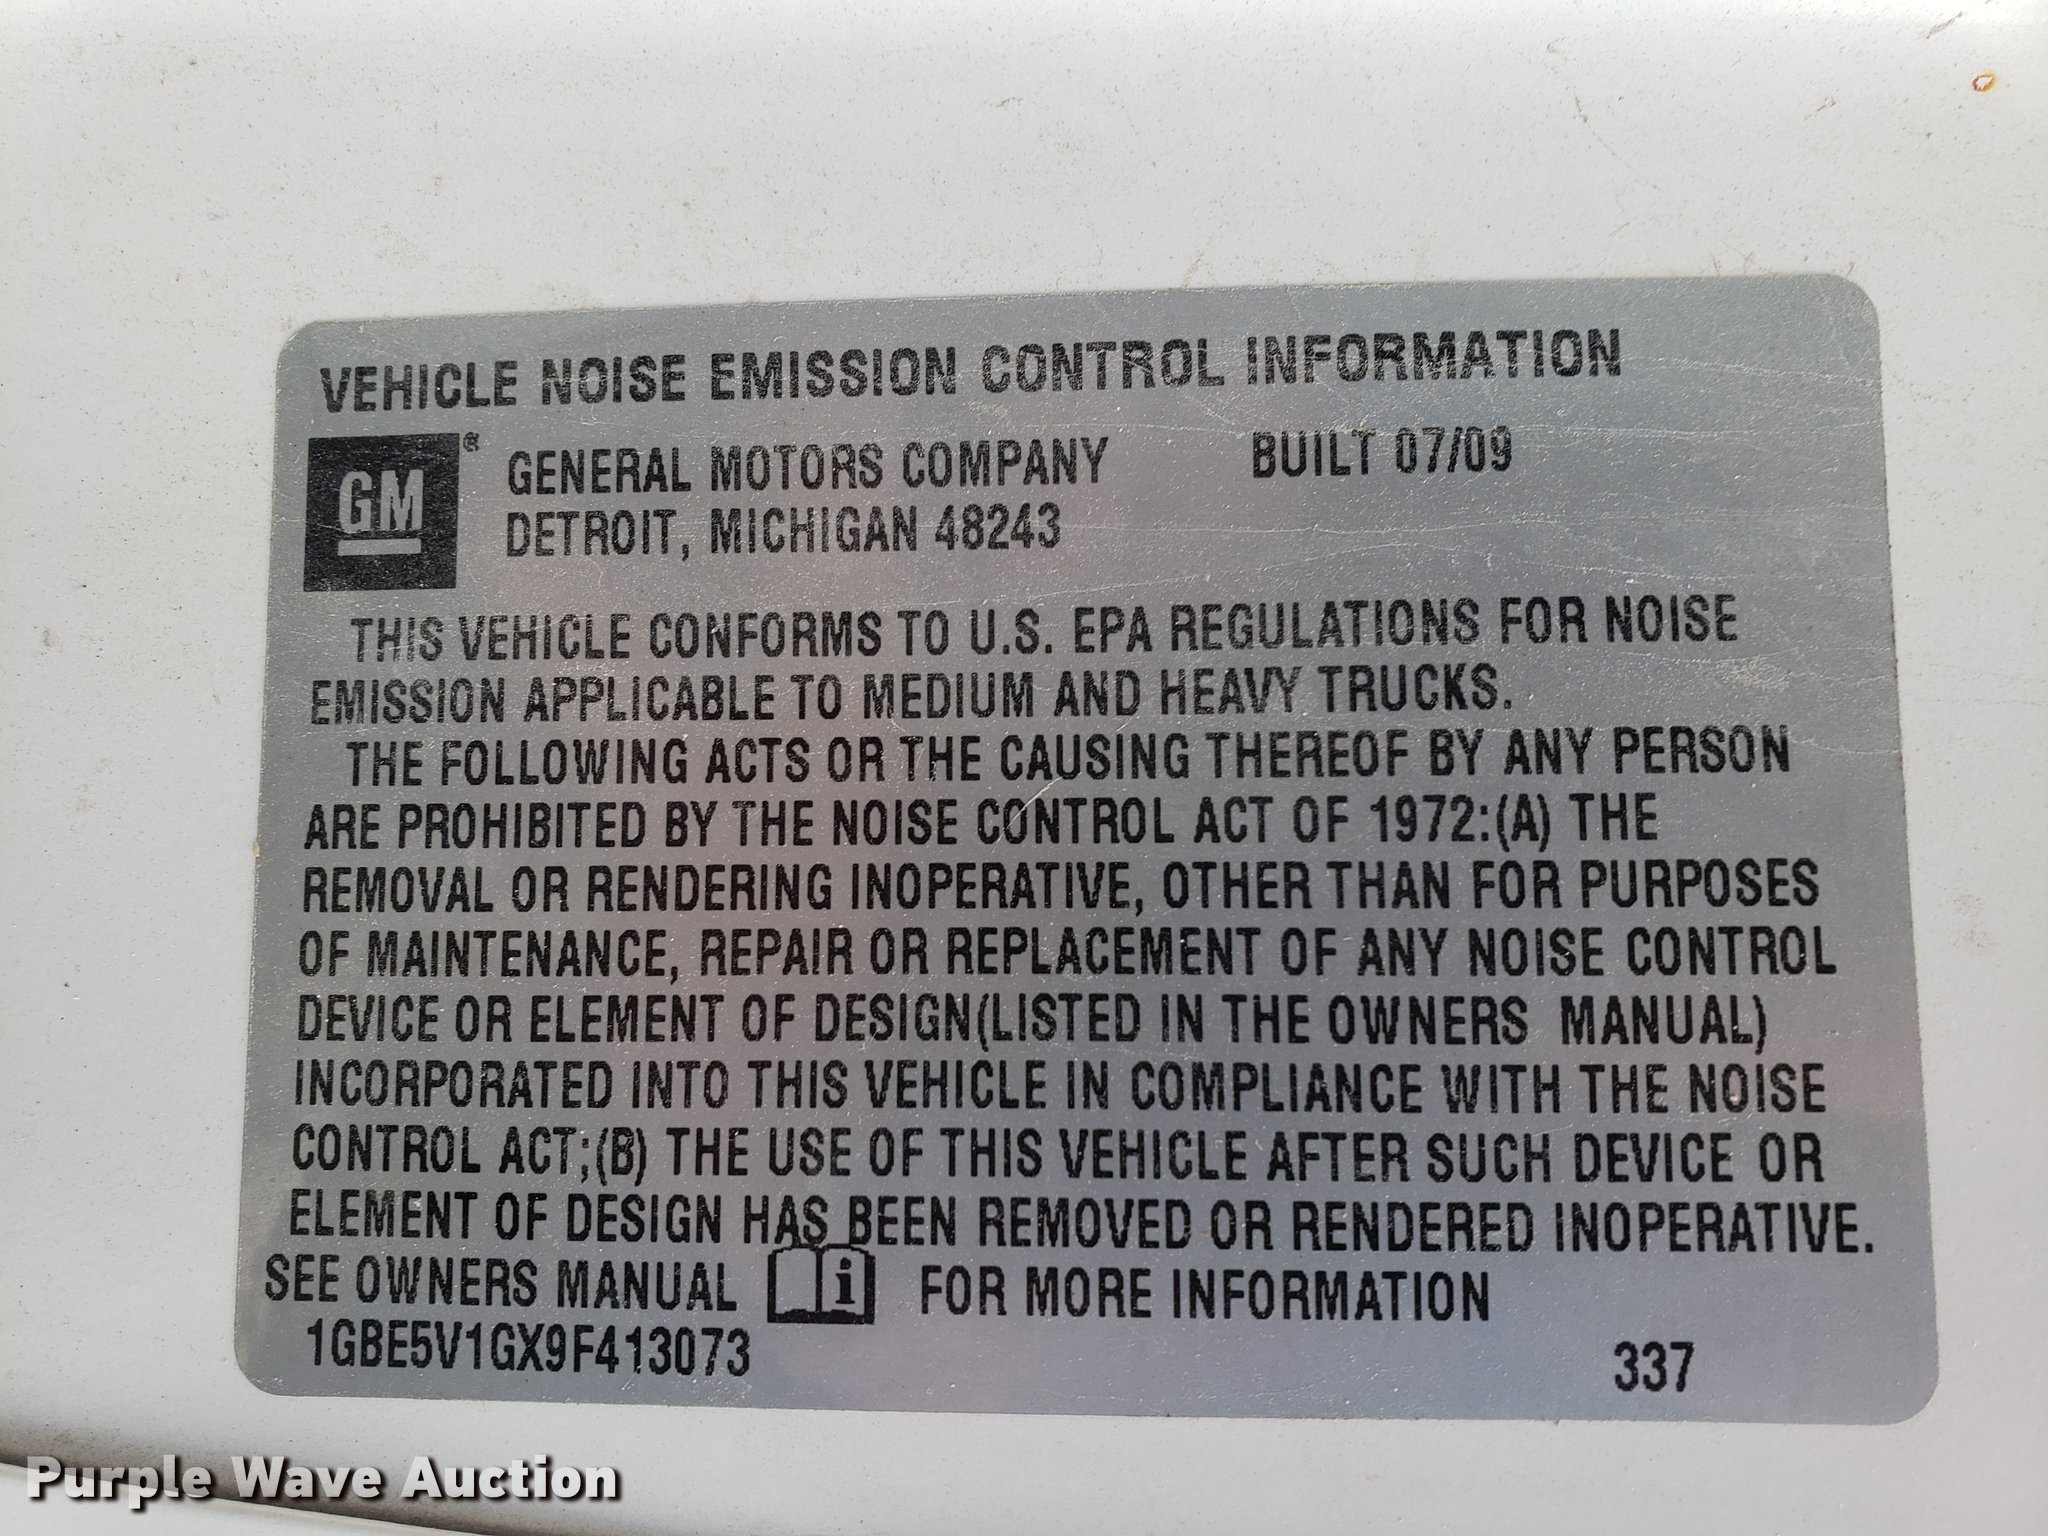 VEHICLE NOISE EMISSION CONTROL INFORMATION
GM ®
GENERAL MOTORS COMPANY BUILT 07/09
DETROIT, MICHIGAN 48243
THIS VEHICLE CONFORMS TO U.S. EPA REGULATIONS FOR NOISE
EMISSION APPLICABLE TO MEDIUM AND HEAVY TRUCKS.
THE FOLLOWING ACTS OR THE CAUSING THEREOF BY ANY PERSON
ARE PROHIBITED BY THE NOISE CONTROL ACT OF 1972:(A) THE
REMOVAL OR RENDERING INOPERATIVE, OTHER THAN FOR PURPOSES
OF MAINTENANCE, REPAIR OR REPLACEMENT OF ANY NOISE CONTROL
DEVICE OR ELEMENT OF DESIGN(LISTED IN THE OWNERS MANUAL)
INCORPORATED INTO THIS VEHICLE IN COMPLIANCE WITH THE NOISE
CONTROL ACT;(B) THE USE OF THIS VEHICLE AFTER SUCH DEVICE OR
ELEMENT OF DESIGN HAS BEEN REMOVED OR RENDERED INOPERATIVE.
SEE OWNERS MANUAL i FOR MORE INFORMATION
1GBE5V1GX9F413073 337
Purple Wave Auction